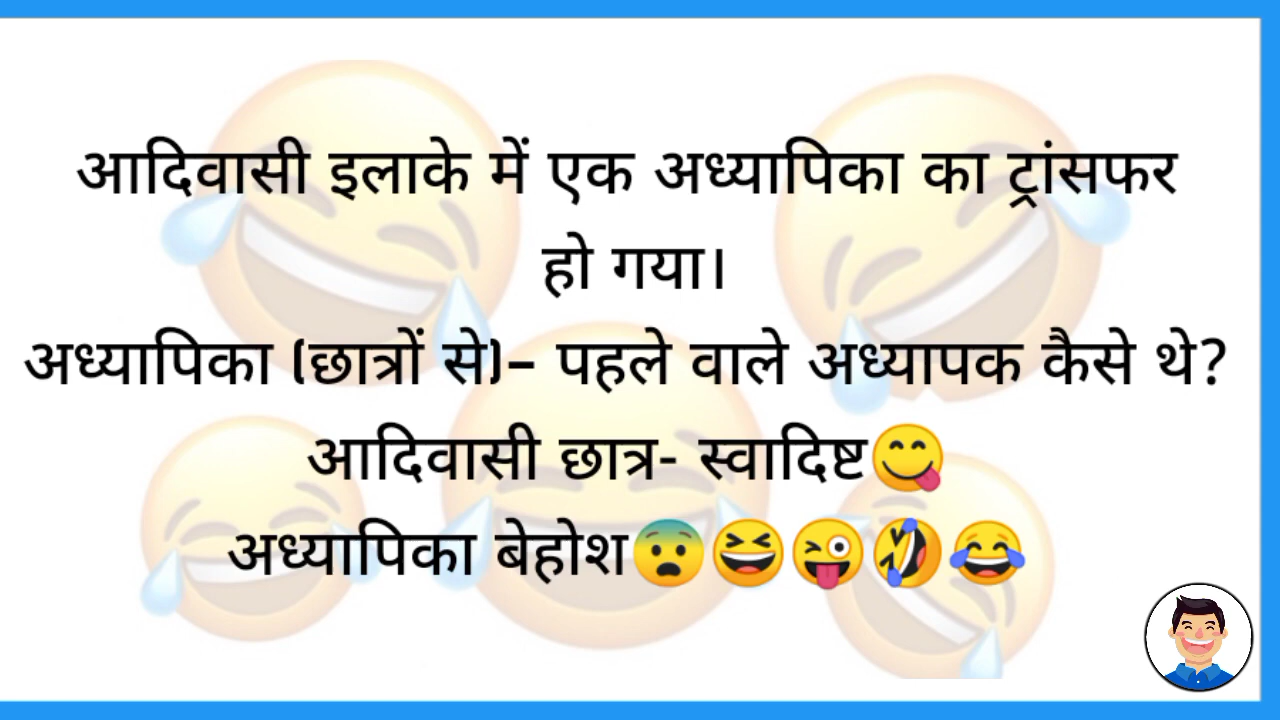 आदिवासी इलाके में एक अध्यापिका का ट्रांसफर
हो गया।
अध्यापिका (छात्रों से)– पहले वाले अध्यापक कैसे थे?
आदिवासी छात्र- स्वादिष्ट😋
अध्यापिका बेहोश😨😆😜🤣😂